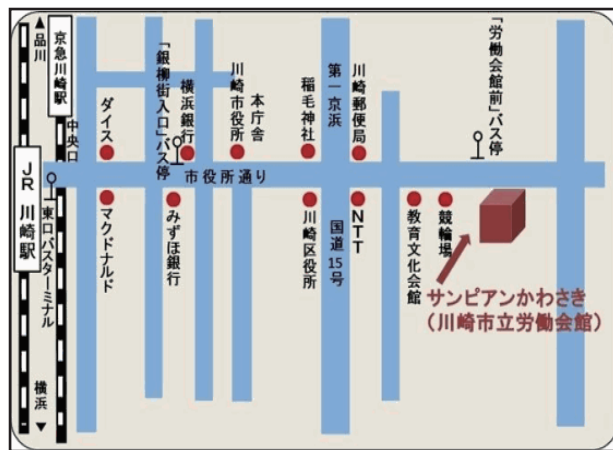 ▲品川
京急川崎駅
中央口
ダイス
「銀柳街入口」バス停
横浜銀行
川崎市役所
本庁舎
稲毛神社
第一京浜
川崎郵便局
「労働会館前」バス停
市役所通り
JR 川崎駅
東口バスターミナル
マクドナルド
みずほ銀行
川崎区役所
国道15号
NTT
教育文化会館
競輪場
サンピアンかわさき
(川崎市立労働会館)
横浜▼